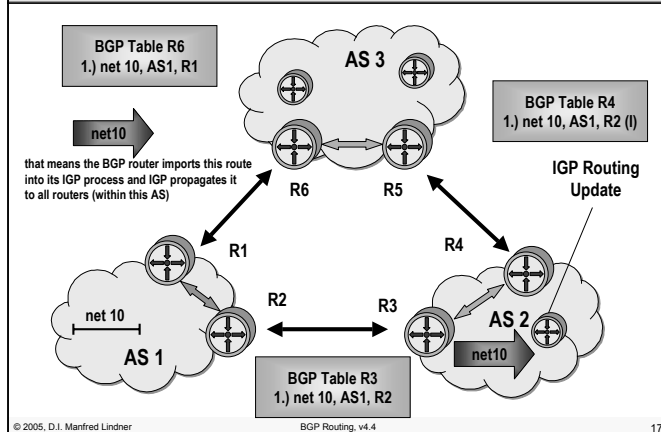 BGP Table R6
1.) net 10, AS1, R1
AS 3
BGP Table R4
1.) net 10, AS1, R2 (I)
net10
that means the BGP router imports this route
into its IGP process and IGP propagates it
to all routers (within this AS)
IGP Routing
Update
R6
R5
R1
R4
R2
R3
net 10
AS 1
AS 2
net10
BGP Table R3
1.) net 10, AS1, R2
© 2005, D.I. Manfred Lindner
BGP Routing, v4.4
17